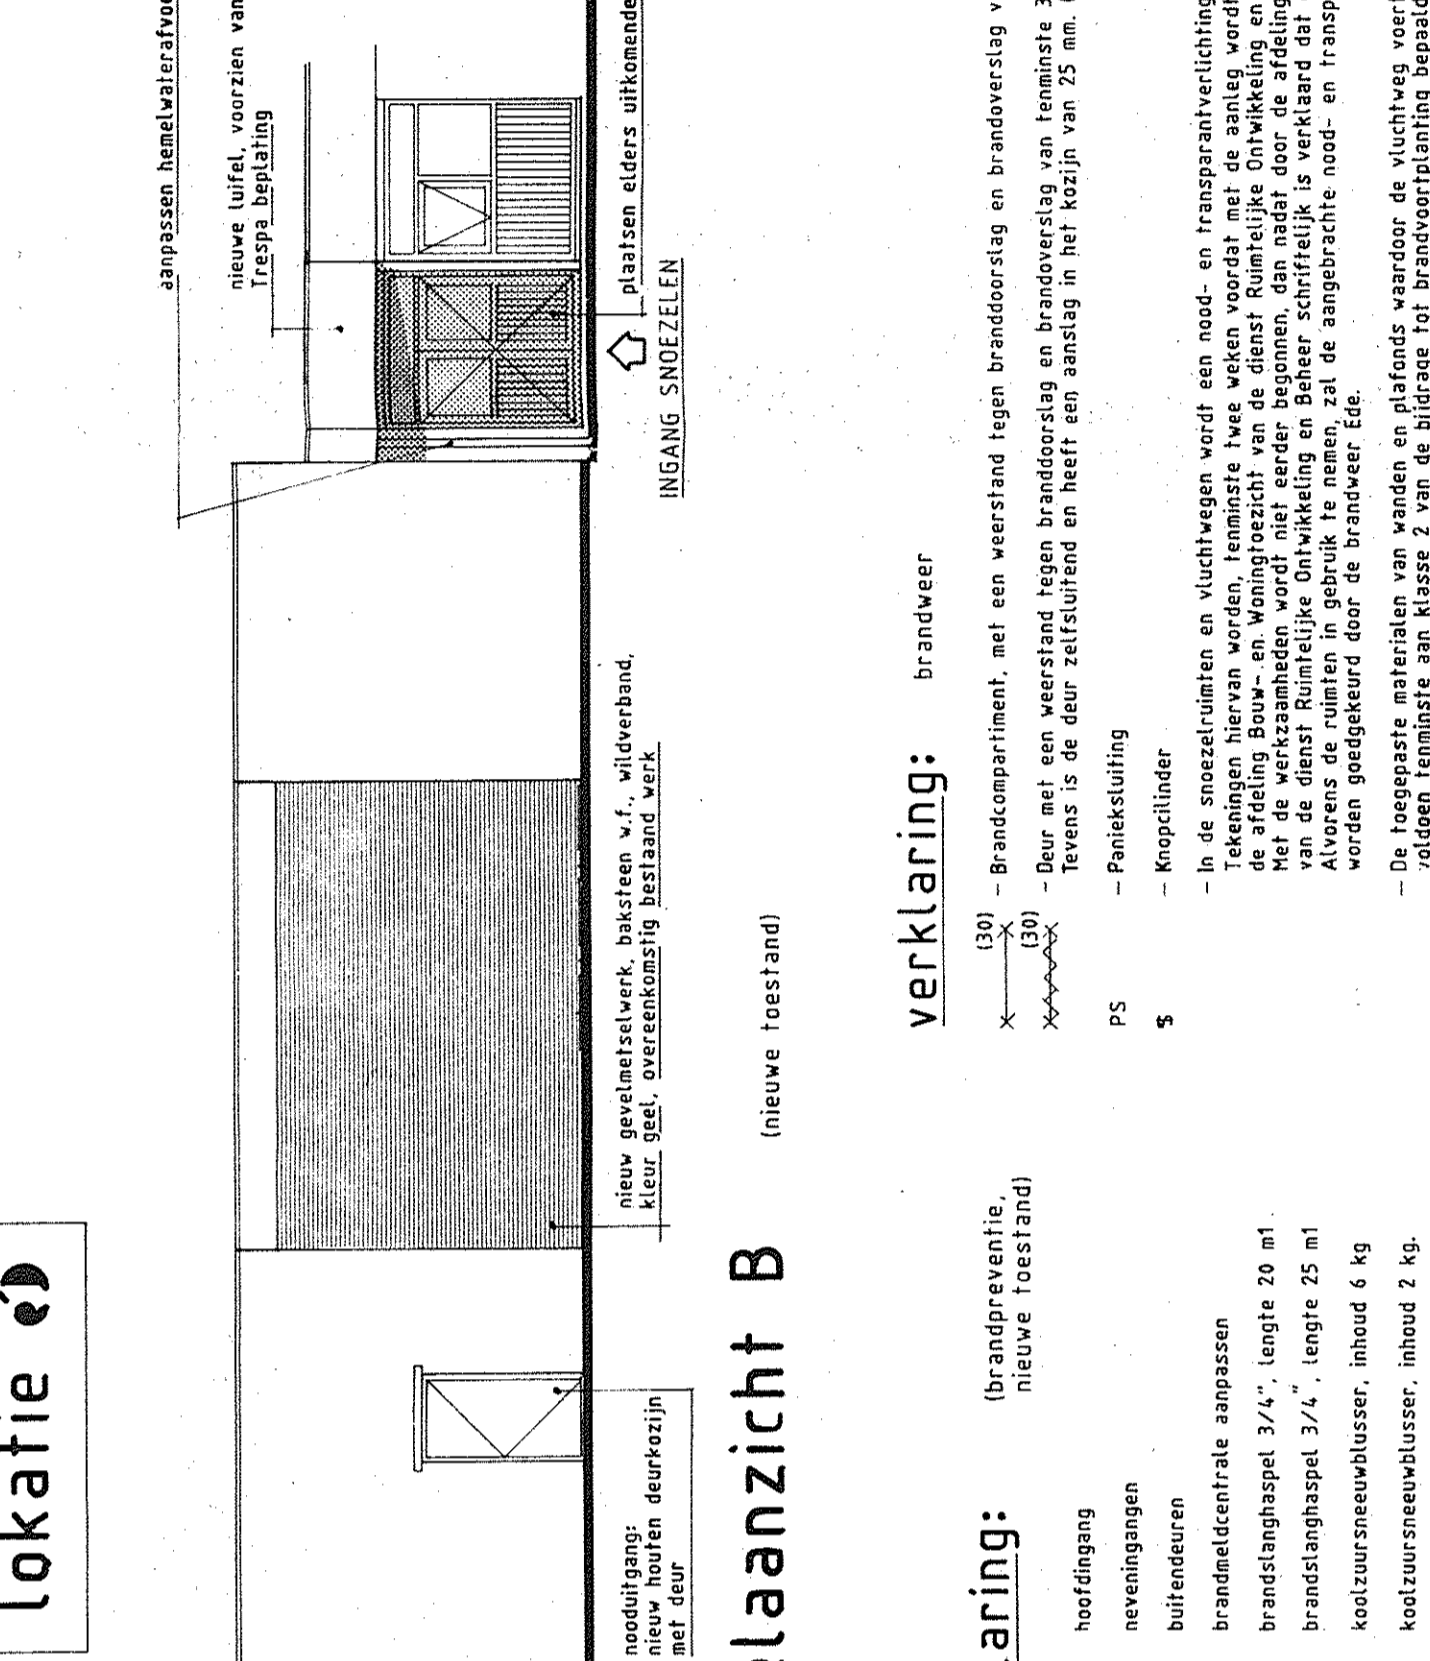 lokatie
aanpassen hemelwaterafvoe
nieuwe luifel, voorzien van
Trespa beplating
plaatsen elders uitkomende
INGANG SNOEZELEN
nieuw gevelmetselwerk, baksteen w.f., wildverband,
kleur geel, overeenkomstig bestaand werk
nooduitgang:
nieuw houten deurkozijn
met deur
laanzicht B (nieuwe toestand)
aring: (brandpreventie,
nieuwe toestand)
hoofdingang
neveningangen
buitendeuren
brandmeldcentrale aanpassen
brandslanghaspel 3/4", lengte 20 m1
brandslanghaspel 3/4", lengte 25 m1
koolzuursneeuwblusser, inhoud 6 kg
koolzuursneeuwblusser, inhoud 2 kg.
verklaring: brandweer
(30) - Brandcompartiment, met een weerstand tegen branddoorslag en brandoverslag v
(30) - Deur met een weerstand tegen branddoorslag en brandoverslag van tenminste 3
Tevens is de deur zelfsluitend en heeft een aanslag in het kozijn van 25 mm.
PS - Panieksluiting
$ - Knopcilinder
- In de snoezelruimten en vluchtwegen wordt een nood- en transparantverlichting
Tekeningen hiervan worden, tenminste twee weken voordat met de aanleg wordt
de afdeling Bouw- en Woningtoezicht van de dienst Ruimtelijke Ontwikkeling en
Met de werkzaamheden wordt niet eerder begonnen, dan nadat door de afdeling
van de dienst Ruimtelijke Ontwikkeling en Beheer schriftelijk is verklaard dat
Alvorens de ruimten in gebruik te nemen, zal de aangebrachte nood- en transp
worden goedgekeurd door de brandweer Ede.
- De toegepaste materialen van wanden en plafonds waardoor de vluchtweg voert
voldoen tenminste aan klasse 2 van de bijdrage tot brandvoortplanting bepaald